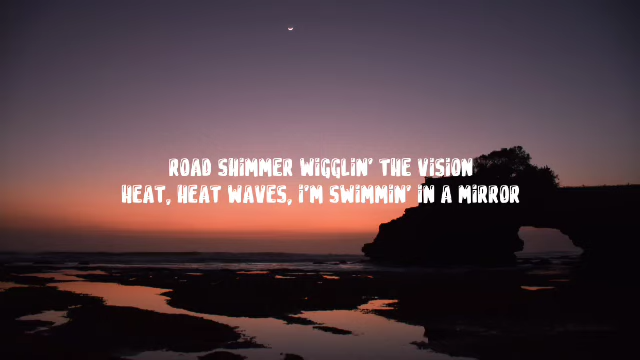 ROAD SHIMMER WIGGLIN' THE VISION
HEAT, HEAT WAVES, I'M SWIMMIN' IN A MIRROR